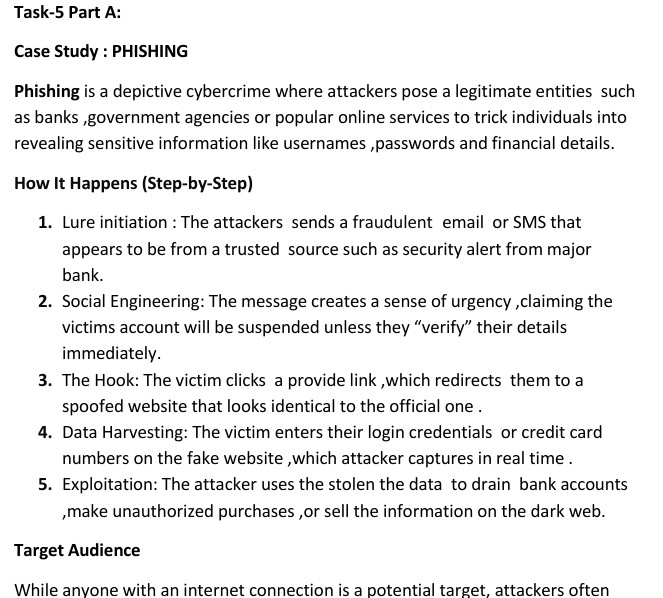 Task-5 Part A:
Case Study : PHISHING
Phishing is a depictive cybercrime where attackers pose a legitimate entities such
as banks ,government agencies or popular online services to trick individuals into
revealing sensitive information like usernames ,passwords and financial details.
How It Happens (Step-by-Step)
1. Lure initiation : The attackers sends a fraudulent email or SMS that
appears to be from a trusted source such as security alert from major
bank.
2. Social Engineering: The message creates a sense of urgency ,claiming the
victims account will be suspended unless they “verify” their details
immediately.
3. The Hook: The victim clicks a provide link ,which redirects them to a
spoofed website that looks identical to the official one .
4. Data Harvesting: The victim enters their login credentials or credit card
numbers on the fake website ,which attacker captures in real time .
5. Exploitation: The attacker uses the stolen the data to drain bank accounts
,make unauthorized purchases ,or sell the information on the dark web.
Target Audience
While anyone with an internet connection is a potential target, attackers often